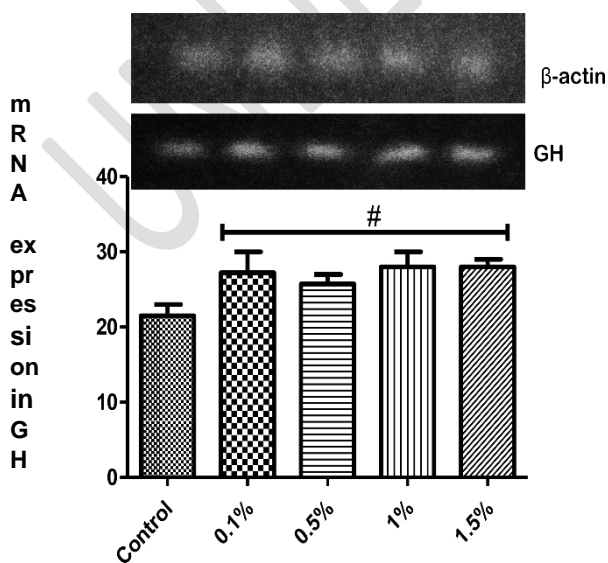 β-actin
GH
m
R
N
A
ex
pr
es
si
on
in
G
H
40
30
20
10
0
#
Control
0.1%
0.5%
1%
1.5%